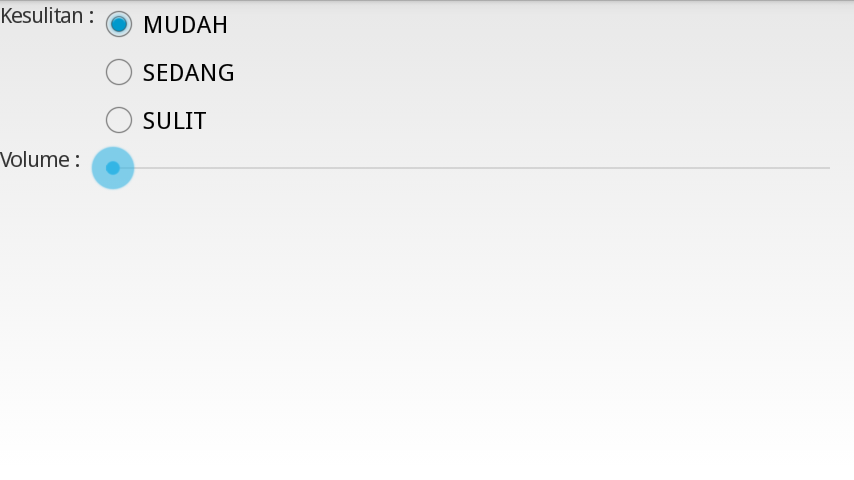 Kesulitan : MUDAH
SEDANG
SULIT
Volume :